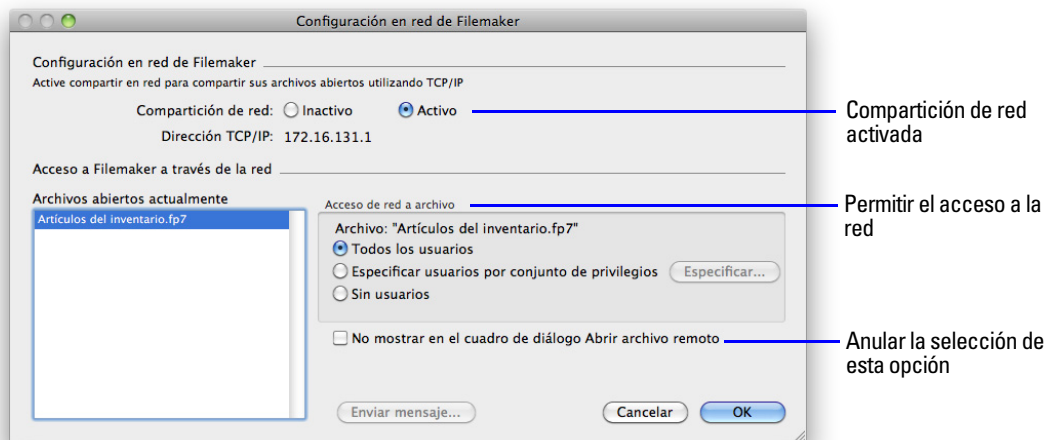 Configuración en red de Filemaker
Configuración en red de Filemaker
Active compartir en red para compartir sus archivos abiertos utilizando TCP/IP
Compartición de red: Inactivo Activo
Dirección TCP/IP: 172.16.131.1
Acceso a Filemaker a través de la red
Archivos abiertos actualmente
Artículos del inventario.fp7
Acceso de red a archivo
Archivo: "Artículos del inventario.fp7"
Todos los usuarios
Especificar usuarios por conjunto de privilegios Especificar...
Sin usuarios
No mostrar en el cuadro de diálogo Abrir archivo remoto
Enviar mensaje... Cancelar OK
Compartición de red
activada
Permitir el acceso a la
red
Anular la selección de
esta opción